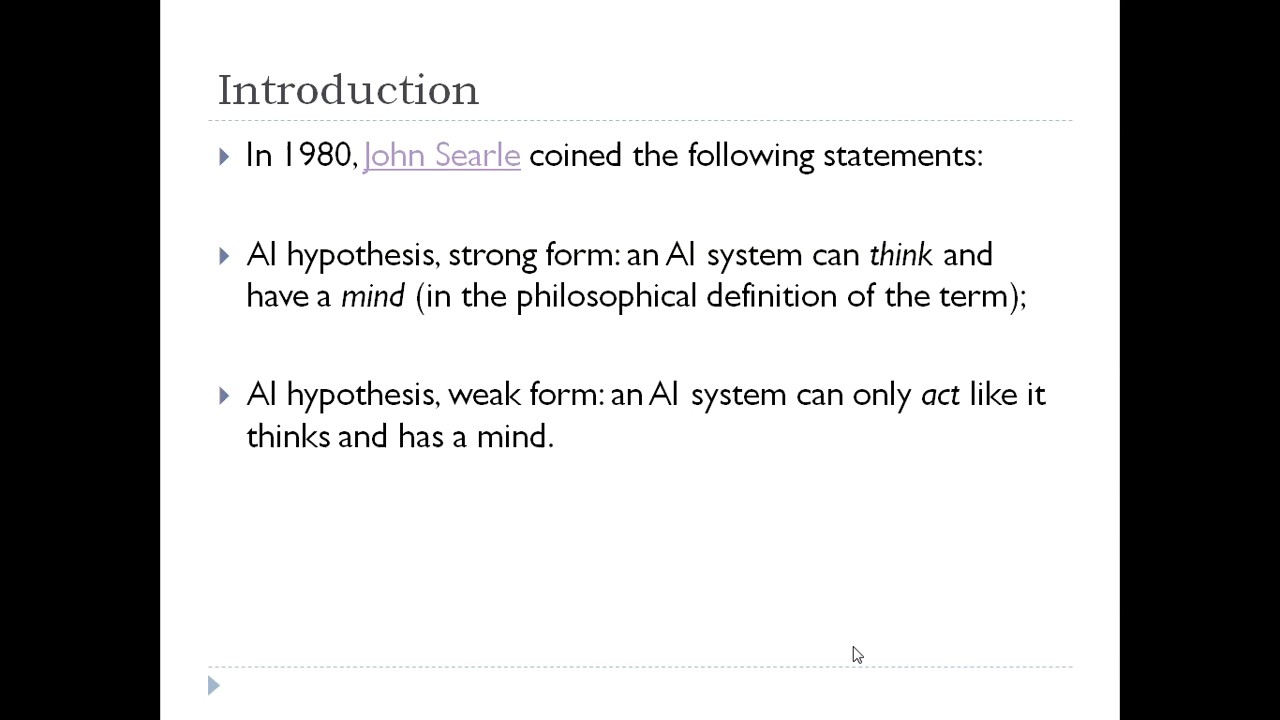 Introduction
In 1980, John Searle coined the following statements:
AI hypothesis, strong form: an AI system can think and
have a mind (in the philosophical definition of the term);
AI hypothesis, weak form: an AI system can only act like it
thinks and has a mind.